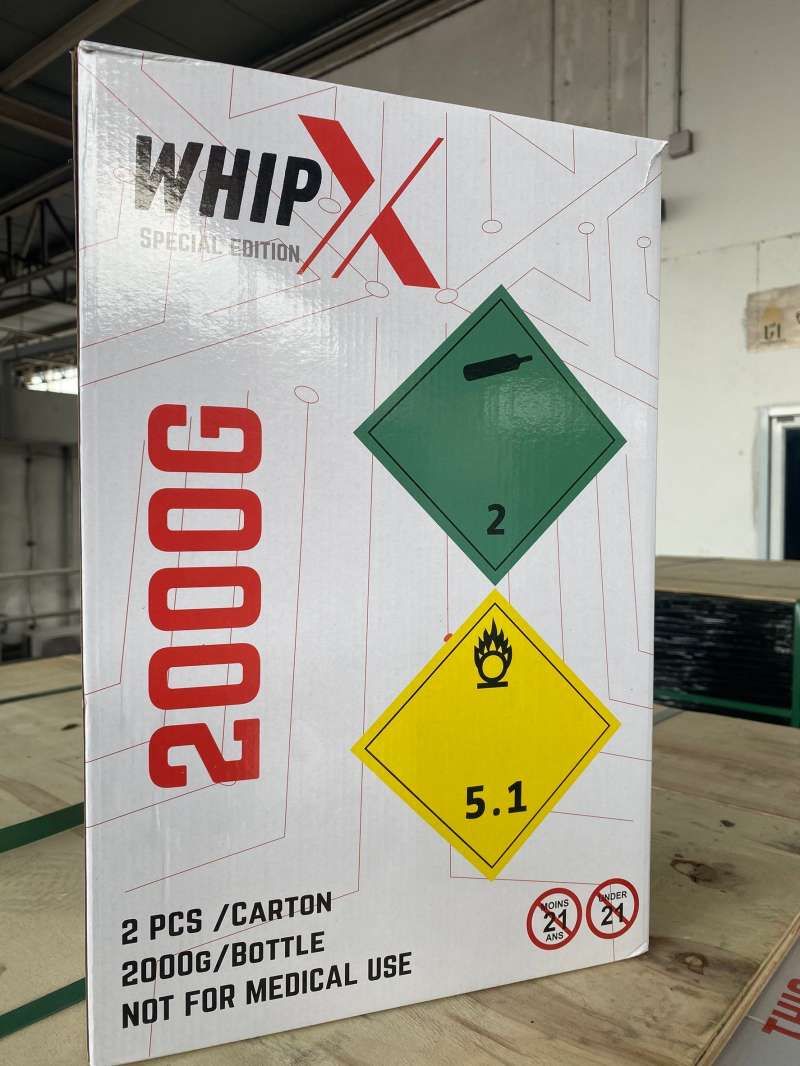 WHIPX
SPECIAL EDITION
2000G
2
5.1
2 PCS /CARTON
2000G/BOTTLE
NOT FOR MEDICAL USE
MOINS
21
ANS
UNDER
21
THIS